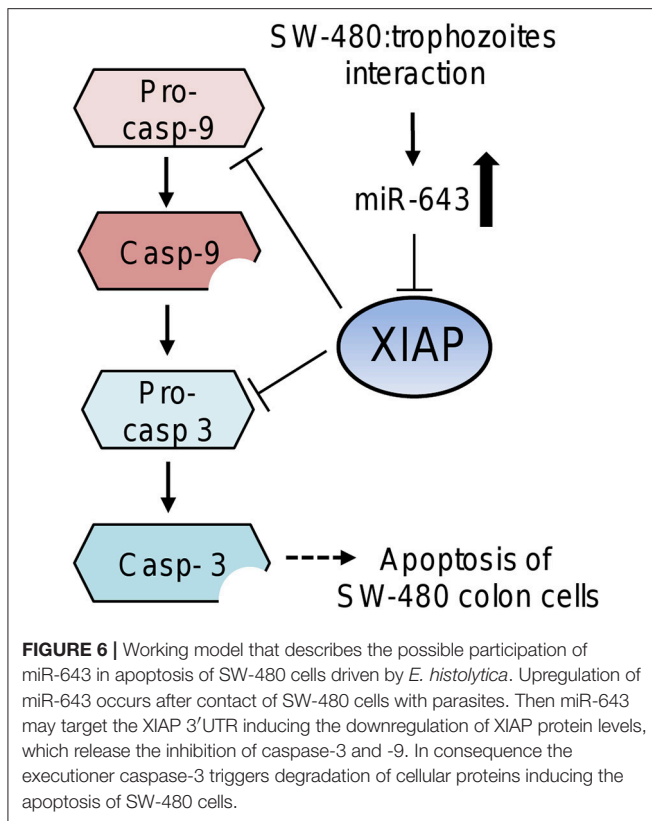 SW-480:trophozoites
interaction
Pro-
casp-9
miR-643
Casp-9
XIAP
Pro-
casp 3
Casp- 3
Apoptosis of
SW-480 colon cells
FIGURE 6 | Working model that describes the possible participation of
miR-643 in apoptosis of SW-480 cells driven by E. histolytica. Upregulation of
miR-643 occurs after contact of SW-480 cells with parasites. Then miR-643
may target the XIAP 3′UTR inducing the downregulation of XIAP protein levels,
which release the inhibition of caspase-3 and -9. In consequence the
executioner caspase-3 triggers degradation of cellular proteins inducing the
apoptosis of SW-480 cells.